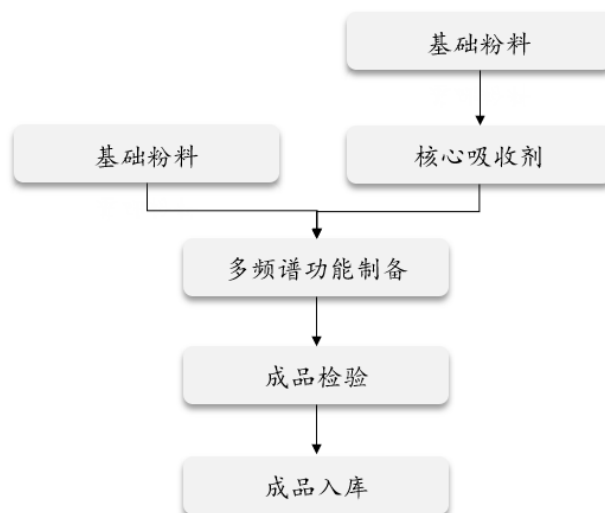 基础粉料
基础粉料
核心吸收剂
多频谱功能制备
成品检验
成品入库